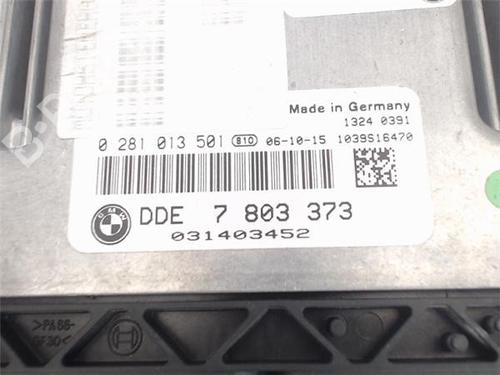 Made in Germany
1324 0391
0 281 013 501 810 06-10-15 1039S16470
BMW
DDE 7 803 373
031403452
>PA66-
GF30<